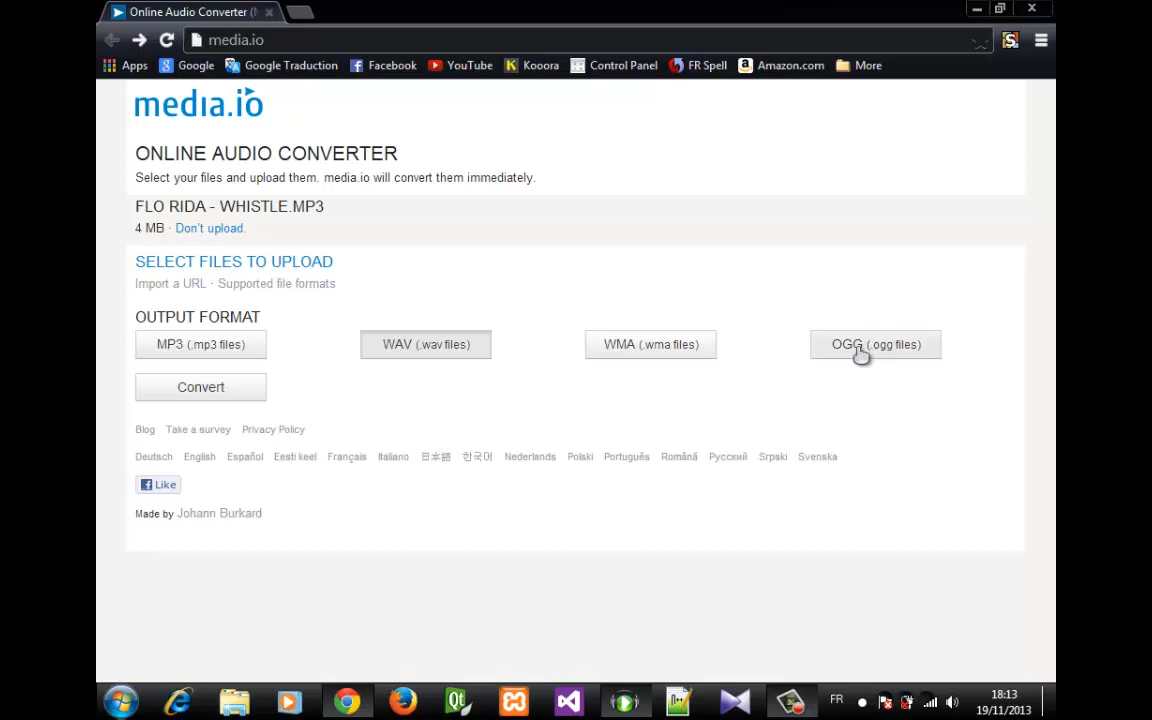 Online Audio Converter (
media.io
Apps Google Google Traduction Facebook YouTube Kooora Control Panel FR Spell Amazon.com More
media.io
ONLINE AUDIO CONVERTER
Select your files and upload them. media.io will convert them immediately.
FLO RIDA - WHISTLE.MP3
4 MB · Don't upload.
SELECT FILES TO UPLOAD
Import a URL · Supported file formats
OUTPUT FORMAT
MP3 (.mp3 files) WAV (.wav files) WMA (.wma files) OGG (.ogg files)
Convert
Blog Take a survey Privacy Policy
Deutsch English Español Eesti keel Français Italiano 日本語 한국어 Nederlands Polski Português Română Русский Srpski Svenska
Like
Made by Johann Burkard
FR 18:13
19/11/2013